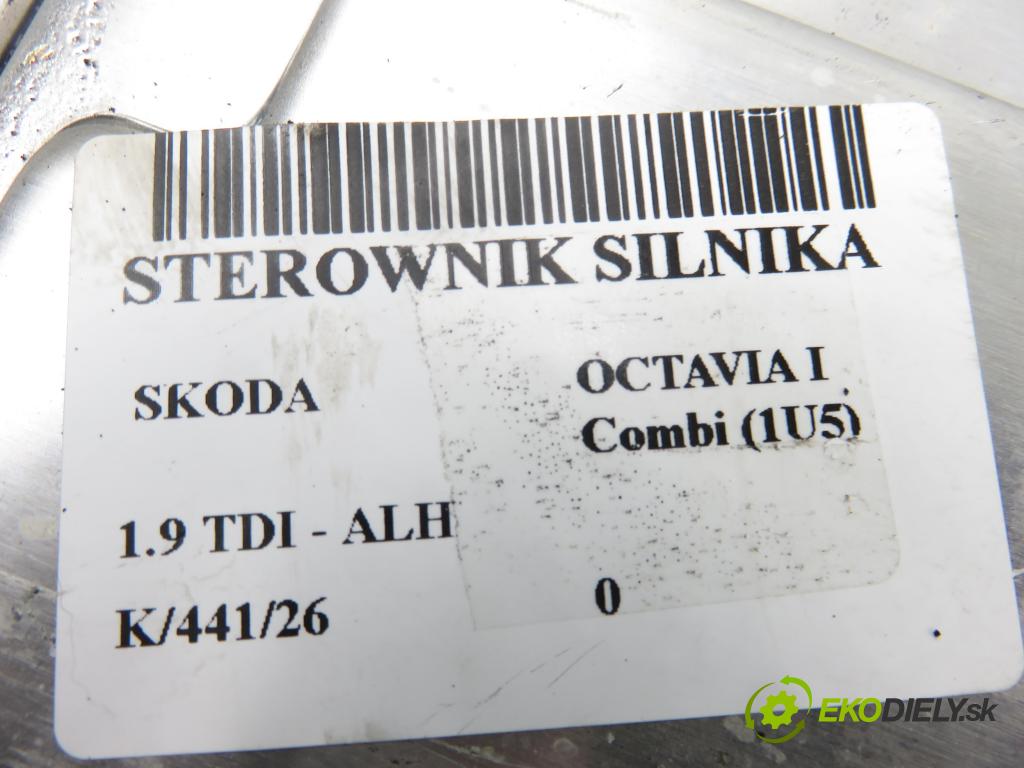 STEROWNIK SILNIKA
SKODA
OCTAVIA I
Combi (1U5)
1.9 TDI - ALH
K/441/26
0
EKODIELY.sk